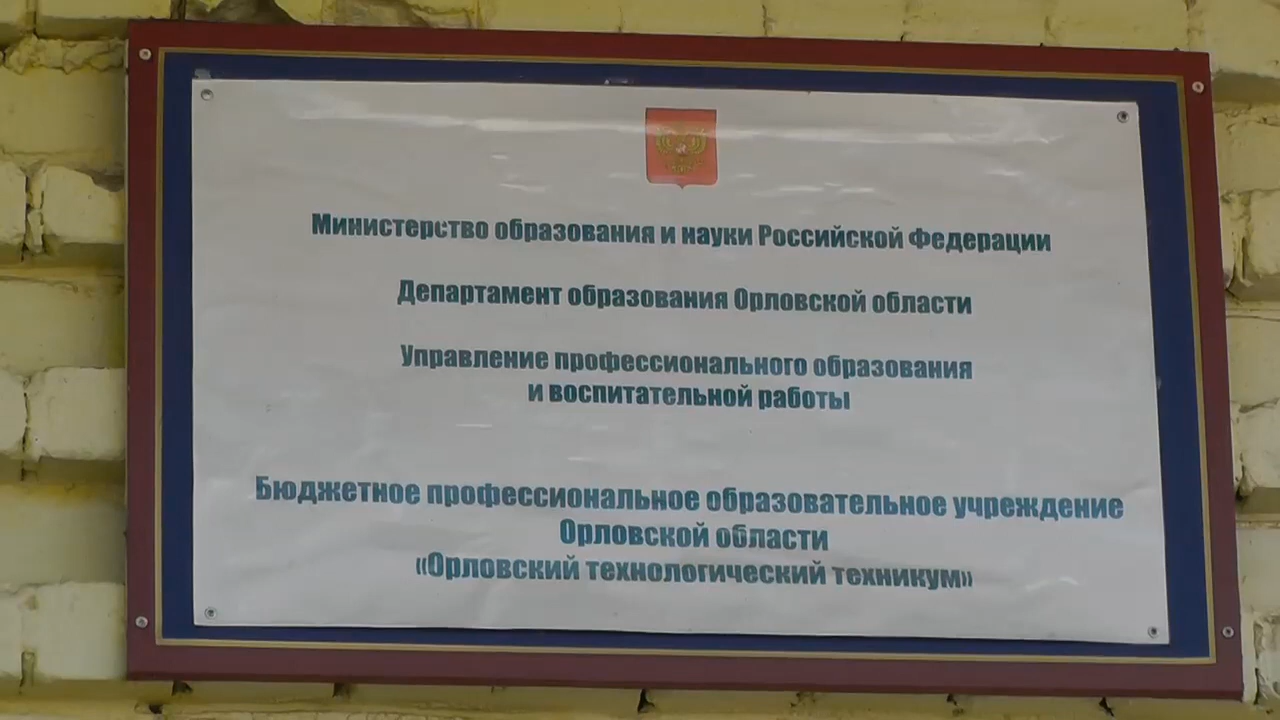 Министерство образования и науки Российской Федерации
Департамент образования Орловской области
Управление профессионального образования
и воспитательной работы
Бюджетное профессиональное образовательное учреждение
Орловской области
«Орловский технологический техникум»